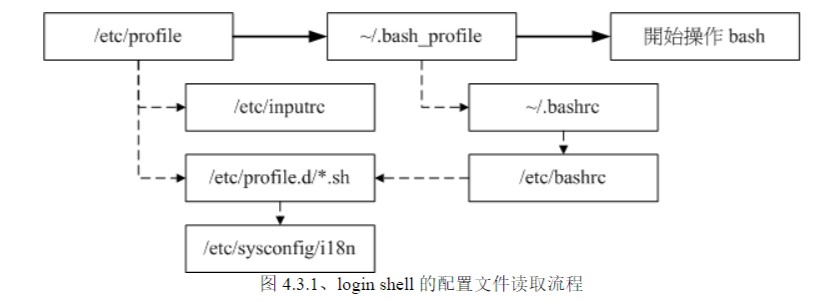 /etc/profile
~/.bash_profile
開始操作 bash
/etc/inputrc
~/.bashrc
/etc/profile.d/*.sh
/etc/bashrc
/etc/sysconfig/i18n
图 4.3.1、login shell 的配置文件读取流程